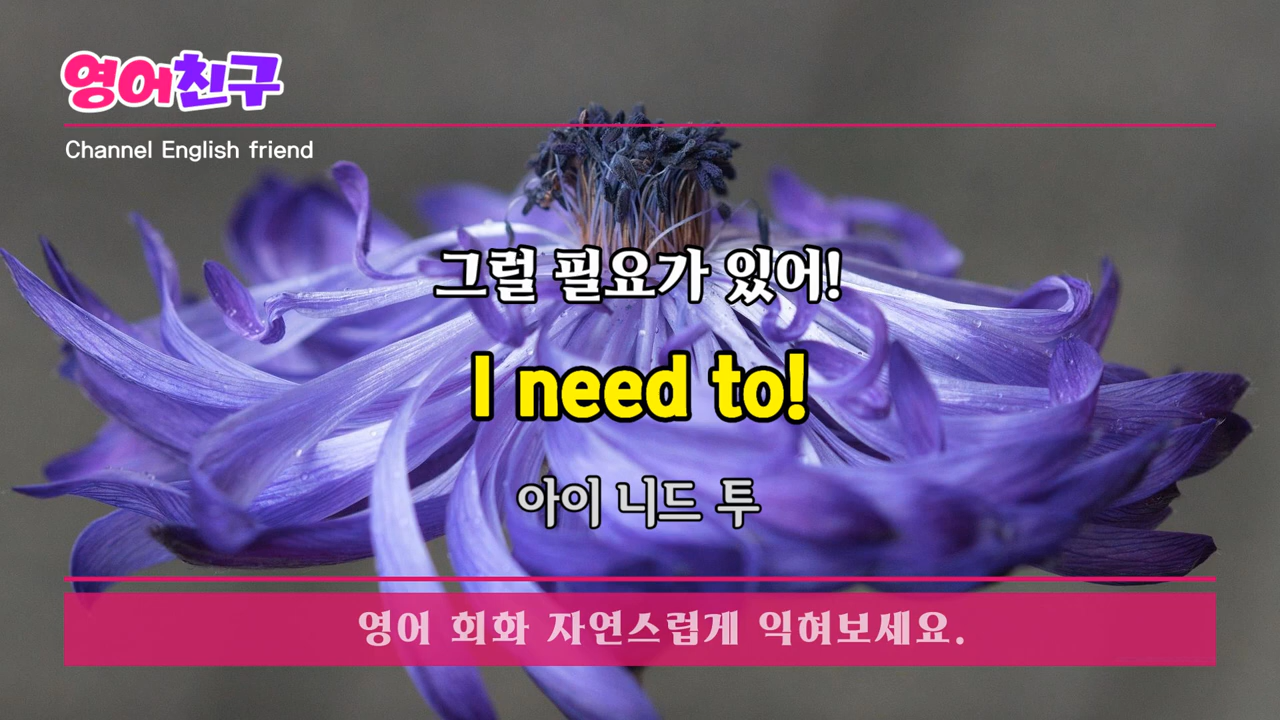 영어친구
Channel English friend
그럴 필요가 있어!
I need to!
아이 니드 투
영어 회화 자연스럽게 익혀보세요.